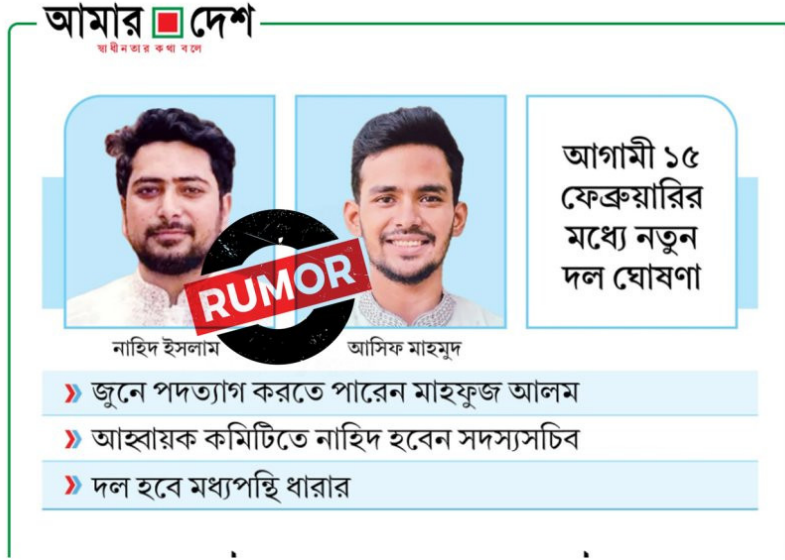 আমার দেশ
স্বাধীনতার কথা বলে
আগামী ১৫
ফেব্রুয়ারির
মধ্যে নতুন
দল ঘোষণা
RUMOR
নাহিদ ইসলাম
আসিফ মাহমুদ
জুনে পদত্যাগ করতে পারেন মাহফুজ আলম
আহ্বায়ক কমিটিতে নাহিদ হবেন সদস্যসচিব
দল হবে মধ্যপন্থি ধারার